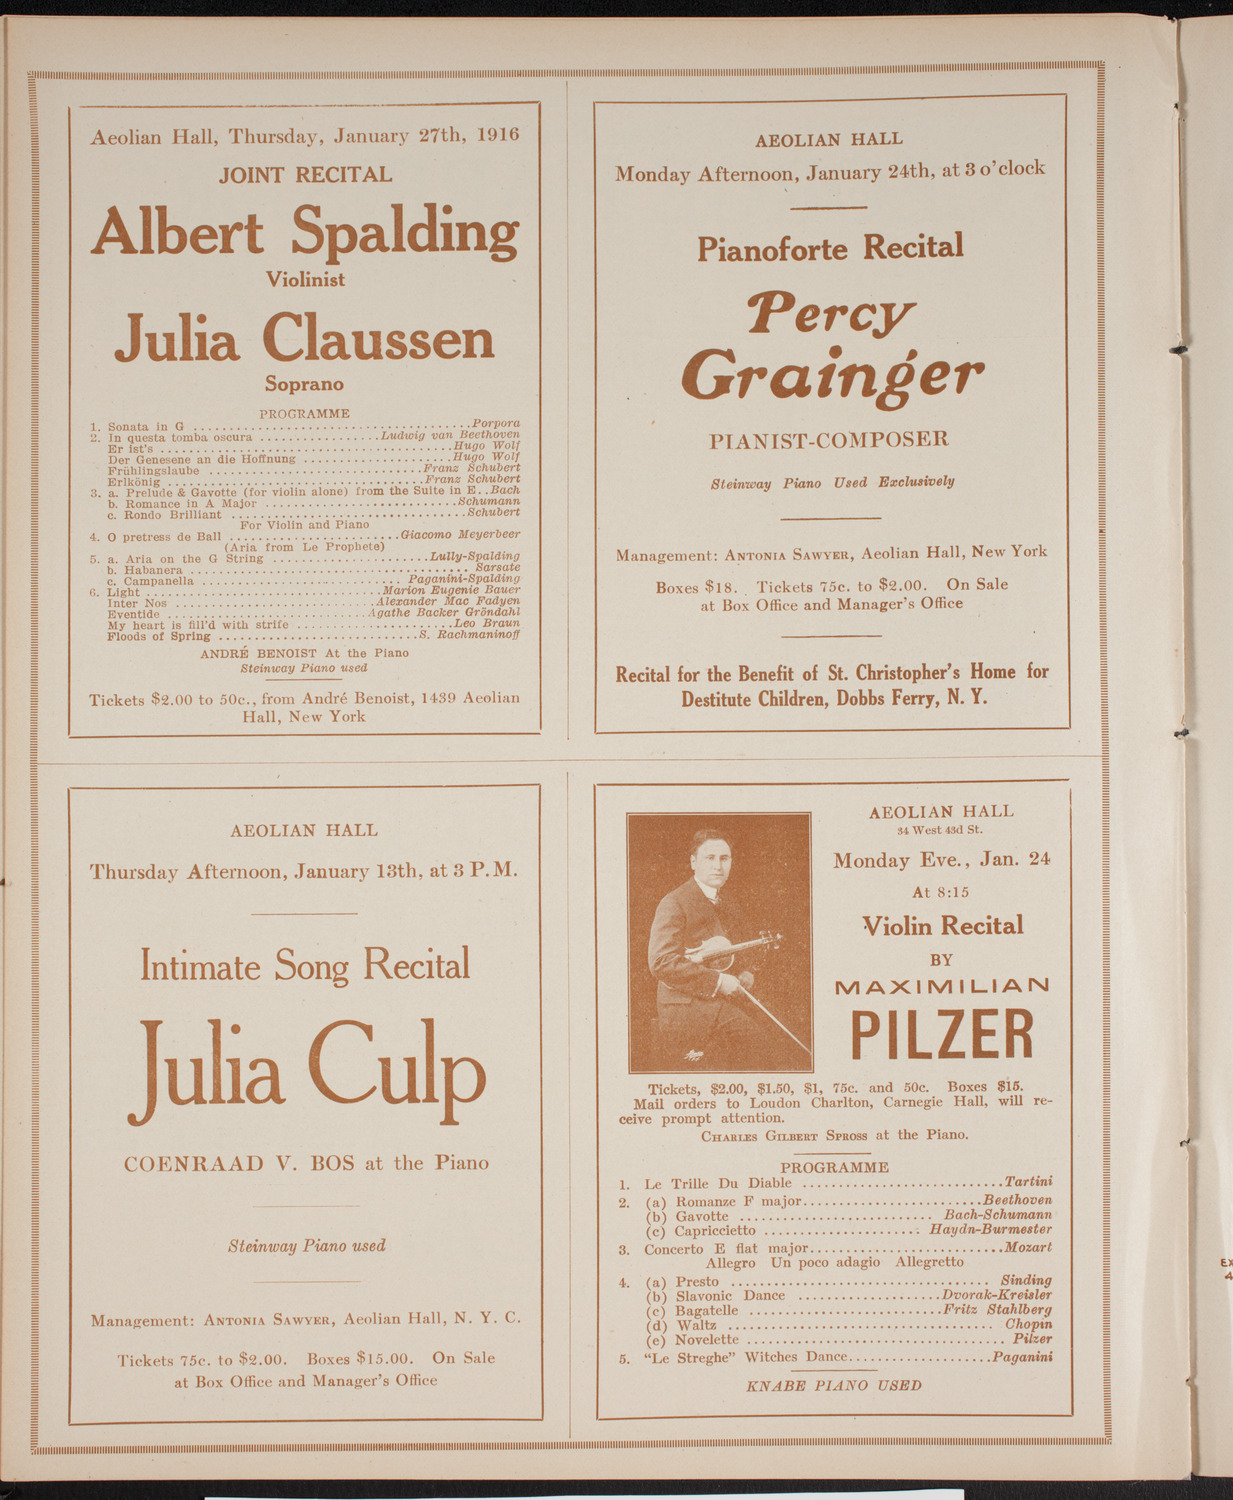 Aeolian Hall, Thursday, January 27th, 1916
JOINT RECITAL
Albert Spalding
Violinist
Julia Claussen
Soprano
PROGRAMME
1. Sonata in G ........................................ Porpora
2. In questa tomba oscura ................. Ludwig van Beethoven
Er ist's ...................................... Hugo Wolf
Der Genesene an die Hoffnung ..................... Hugo Wolf
Frühlingslaube .............................. Franz Schubert
Erlkönig .................................... Franz Schubert
3. a. Prelude & Gavotte (for violin alone) from the Suite in E..Bach
b. Romance in A Major ............................ Schumann
c. Rondo Brilliant .................................. Schubert
For Violin and Piano
4. O pretress de Ball ........................ Giacomo Meyerbeer
(Aria from Le Prophete)
5. a. Aria on the G String ....................... Lully-Spalding
b. Habanera ........................................ Sarsate
c. Campanella ............................ Paganini-Spalding
6. Light .................................. Marion Eugenie Bauer
Inter Nos ............................ Alexander Mac Fadyen
Eventide ............................. Agathe Backer Gröndahl
My heart is fill'd with strife ...................... Leo Braun
Floods of Spring ............................ S. Rachmaninoff
ANDRÉ BENOIST At the Piano
Steinway Piano used
Tickets $2.00 to 50c., from André Benoist, 1439 Aeolian
Hall, New York
AEOLIAN HALL
Monday Afternoon, January 24th, at 3 o'clock
Pianoforte Recital
Percy
Grainger
PIANIST-COMPOSER
Steinway Piano Used Exclusively
Management: ANTONIA SAWYER, Aeolian Hall, New York
Boxes $18. Tickets 75c. to $2.00. On Sale
at Box Office and Manager's Office
Recital for the Benefit of St. Christopher's Home for
Destitute Children, Dobbs Ferry, N. Y.
AEOLIAN HALL
Thursday Afternoon, January 13th, at 3 P.M.
Intimate Song Recital
Julia Culp
COENRAAD V. BOS at the Piano
Steinway Piano used
Management: ANTONIA SAWYER, Aeolian Hall, N. Y. C.
Tickets 75c. to $2.00. Boxes $15.00. On Sale
at Box Office and Manager's Office
AEOLIAN HALL
34 West 43d St.
Monday Eve., Jan. 24
At 8:15
Violin Recital
BY
MAXIMILIAN
PILZER
Tickets, $2.00, $1.50, $1, 75c. and 50c. Boxes $15.
Mail orders to Loudon Charlton, Carnegie Hall, will re-
ceive prompt attention.
CHARLES GILBERT SPROSS at the Piano.
PROGRAMME
1. Le Trille Du Diable ............................ Tartini
2. (a) Romanze F major......................... Beethoven
(b) Gavotte ........................... Bach-Schumann
(c) Capriccietto ...................... Haydn-Burmester
3. Concerto E flat major........................... Mozart
Allegro Un poco adagio Allegretto
4. (a) Presto .................................... Sinding
(b) Slavonic Dance .................... Dvorak-Kreisler
(c) Bagatelle ........................... Fritz Stahlberg
(d) Waltz ..................................... Chopin
(e) Novelette .................................... Pilzer
5. "Le Streghe" Witches Dance.................... Paganini
KNABE PIANO USED
EX
4